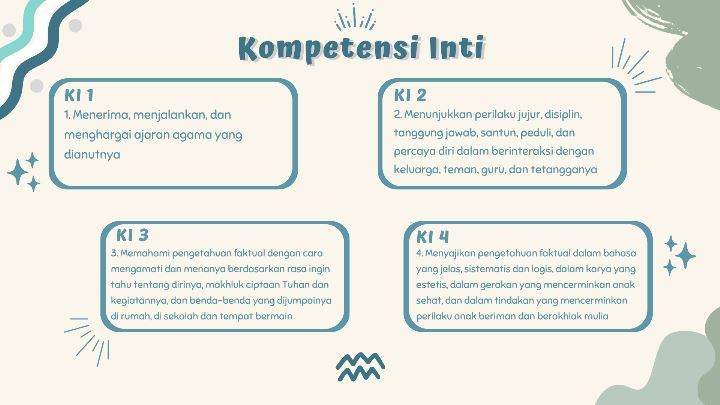 Kompetensi Inti
KI 1
1. Menerima, menjalankan, dan
menghargai ajaran agama yang
dianutnya
KI 2
2. Menunjukkan perilaku jujur, disiplin,
tanggung jawab, santun, peduli, dan
percaya diri dalam berinteraksi dengan
keluarga, teman, guru, dan tetangganya
KI 3
3. Memahami pengetahuan faktual dengan cara
mengamati dan menanya berdasarkan rasa ingin
tahu tentang dirinya, makhluk ciptaan Tuhan dan
kegiatannya, dan benda-benda yang dijumpainya
di rumah, di sekolah dan tempat bermain
KI 4
4. Menyajikan pengetahuan faktual dalam bahasa
yang jelas, sistematis dan logis, dalam karya yang
estetis, dalam gerakan yang mencerminkan anak
sehat, dan dalam tindakan yang mencerminkan
perilaku anak beriman dan berakhlak mulia